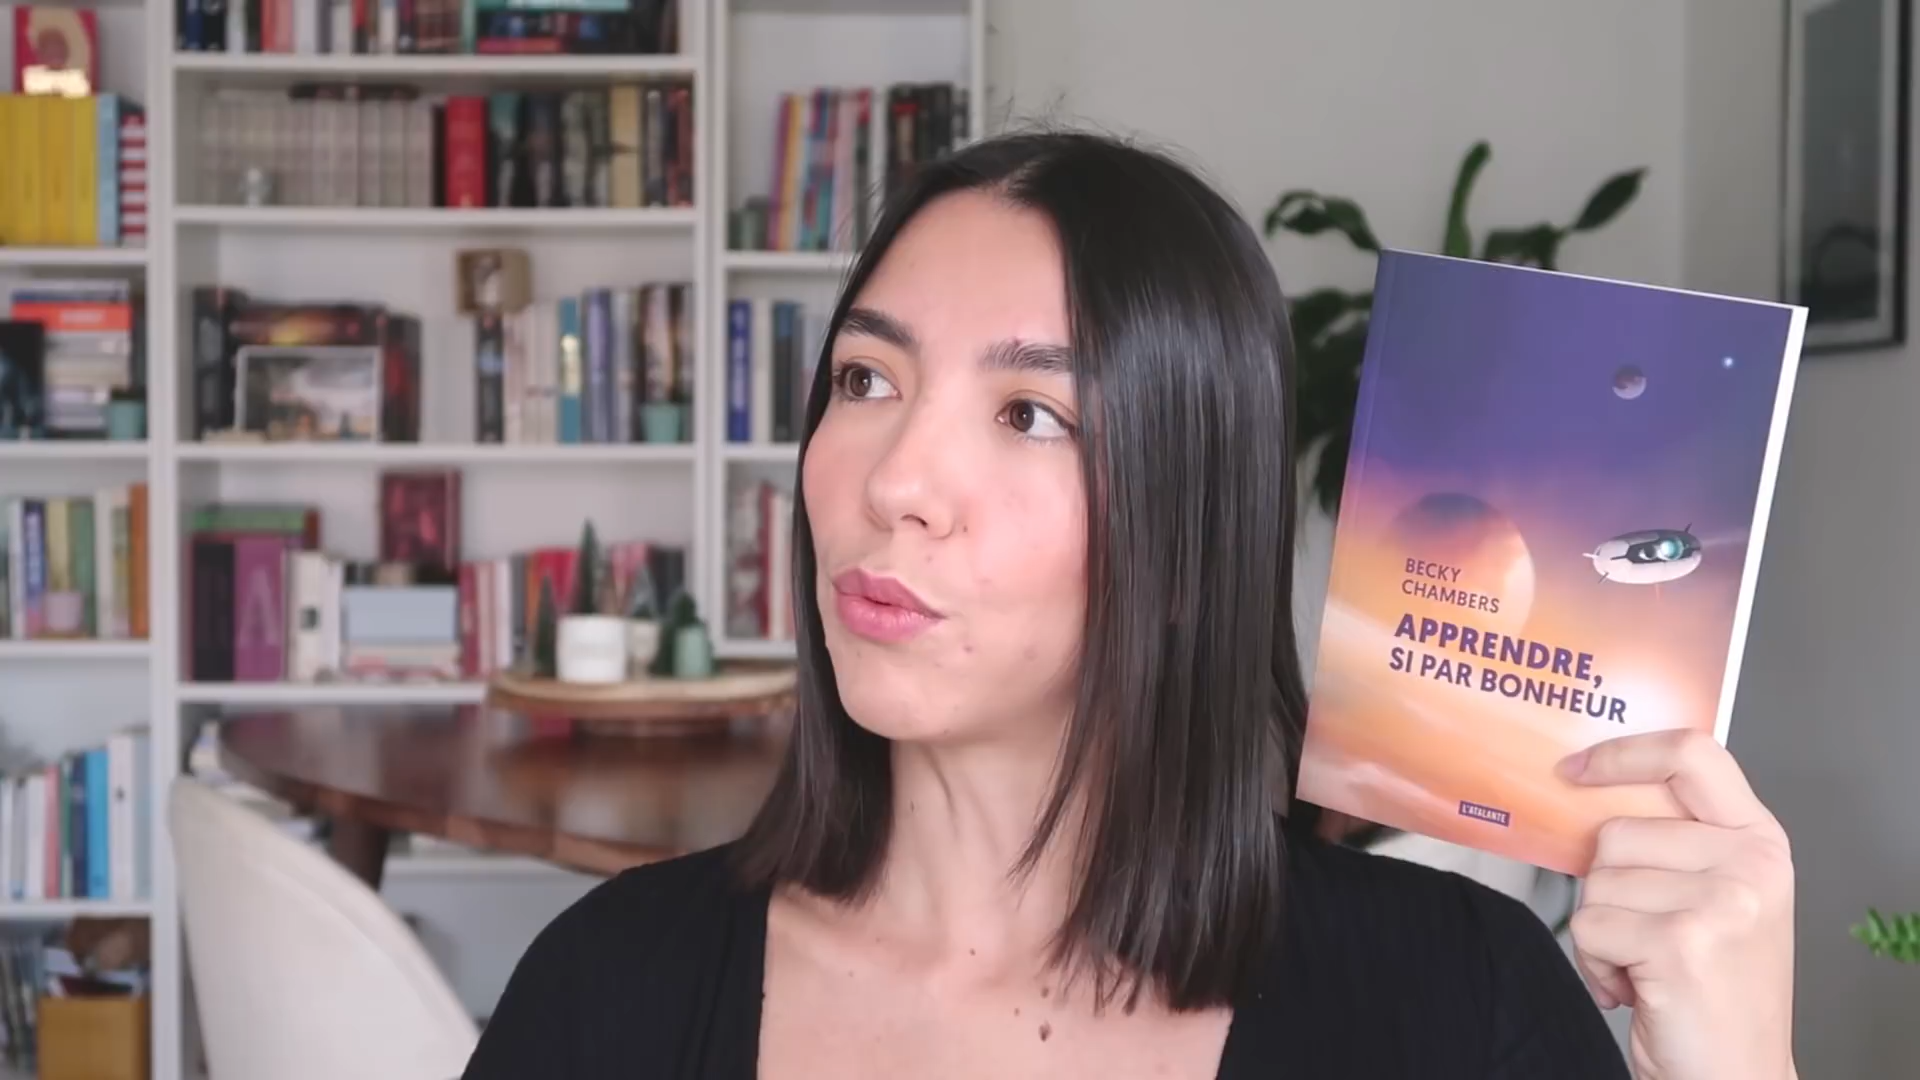 BECKY
CHAMBERS
APPRENDRE,
SI PAR BONHEUR
L'ATALANTE